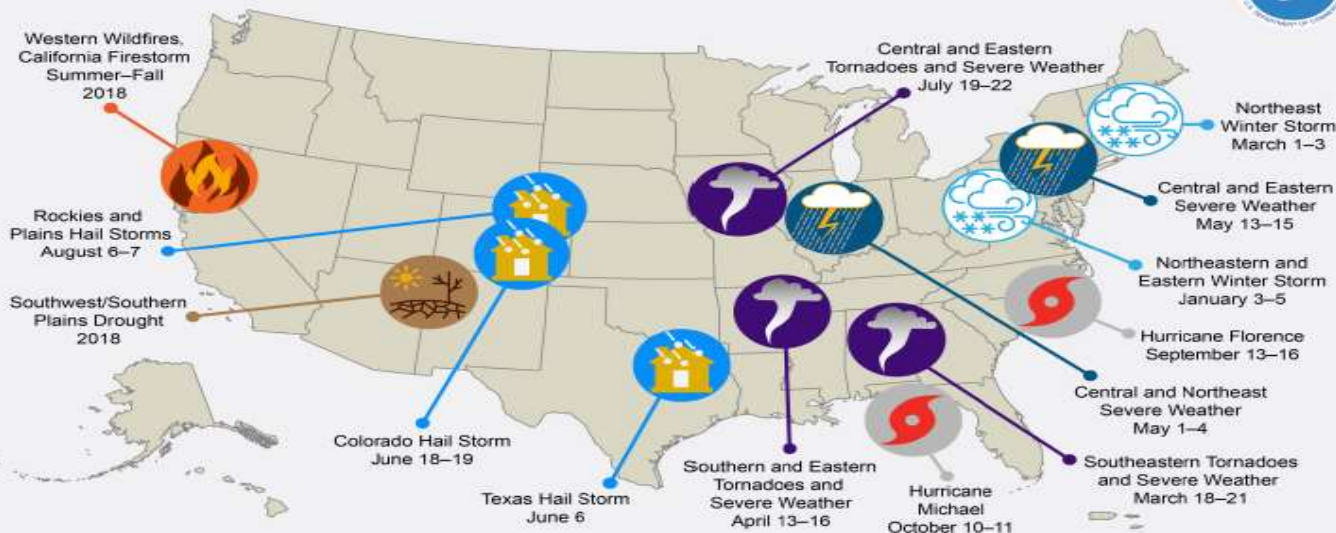 Western Wildfires,
California Firestorm
Summer–Fall
2018
Central and Eastern
Tornadoes and Severe Weather
July 19–22
Northeast
Winter Storm
March 1–3
Central and Eastern
Severe Weather
May 13–15
Rockies and
Plains Hail Storms
August 6–7
Northeastern and
Eastern Winter Storm
January 3–5
Southwest/Southern
Plains Drought
2018
Hurricane Florence
September 13–16
Central and Northeast
Severe Weather
May 1–4
Colorado Hail Storm
June 18–19
Texas Hail Storm
June 6
Southern and Eastern
Tornadoes and
Severe Weather
April 13–16
Hurricane
Michael
October 10–11
Southeastern Tornadoes
and Severe Weather
March 18–21